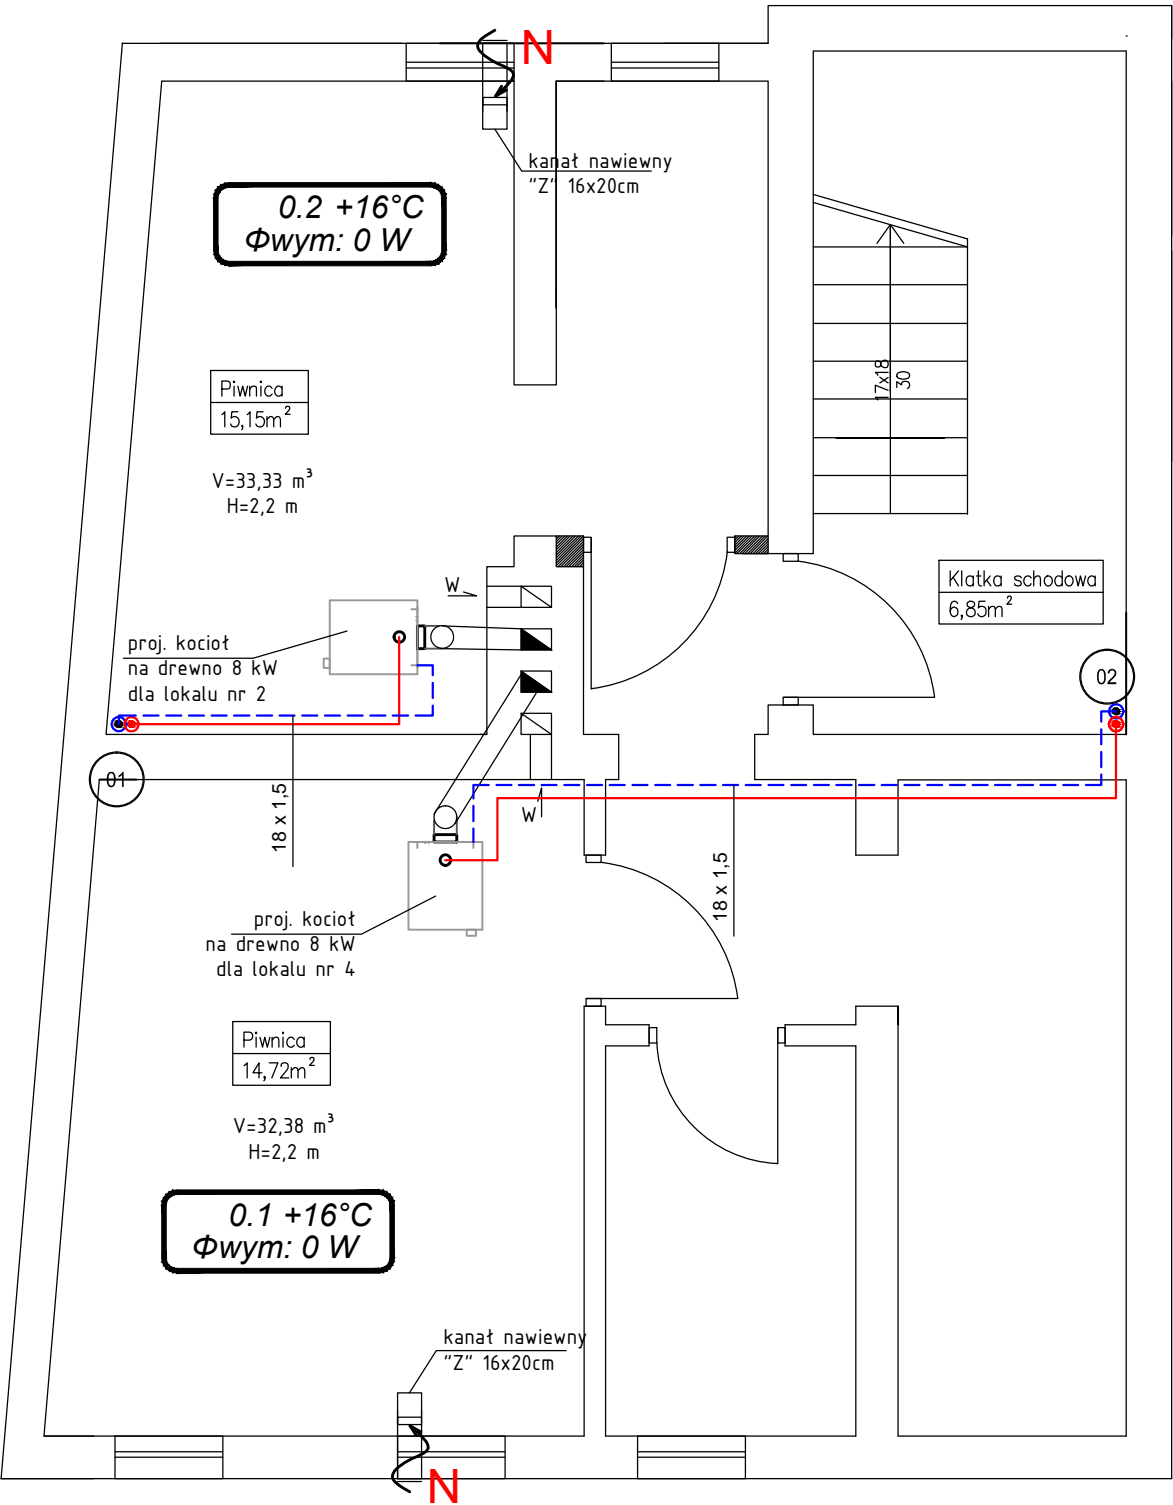 N
kanał nawiewny
"Z" 16x20cm
0.2 +16°C
Φwym: 0 W
Piwnica
15,15m²
V=33,33 m³
H=2,2 m
17x18
30
Klatka schodowa
6,85m²
W
proj. kocioł
na drewno 8 kW
dla lokalu nr 2
02
01
18 x 1,5
W
18 x 1,5
proj. kocioł
na drewno 8 kW
dla lokalu nr 4
Piwnica
14,72m²
V=32,38 m³
H=2,2 m
0.1 +16°C
Φwym: 0 W
kanał nawiewny
"Z" 16x20cm
N